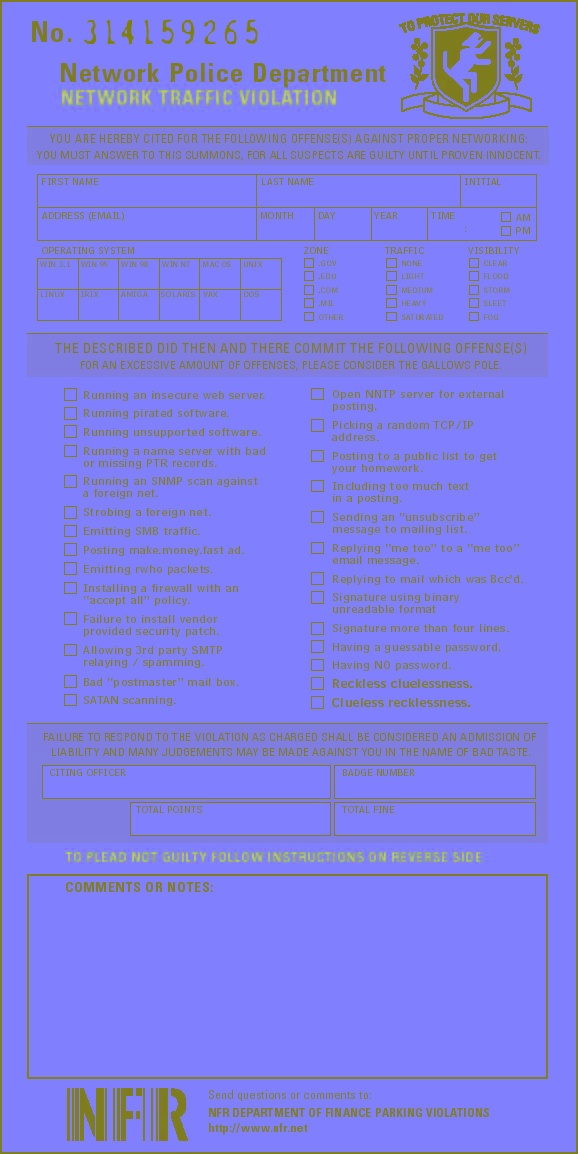 No. 314159265
TO PROTECT OUR SERVERS
Network Police Department
NETWORK TRAFFIC VIOLATION
YOU ARE HEREBY CITED FOR THE FOLLOWING OFFENSE(S) AGAINST PROPER NETWORKING;
YOU MUST ANSWER TO THIS SUMMONS, FOR ALL SUSPECTS ARE GUILTY UNTIL PROVEN INNOCENT.
FIRST NAME LAST NAME INITIAL
ADDRESS (EMAIL) MONTH DAY YEAR TIME : AM
PM
OPERATING SYSTEM ZONE TRAFFIC VISIBILITY
WIN 3.1 WIN 95 WIN 98 WIN NT MAC OS UNIX .GOV NONE CLEAR
.EDU LIGHT FLOOD
LINUX IRIX AMIGA SOLARIS VAX DOS .COM MEDIUM STORM
.MIL HEAVY SLEET
OTHER SATURATED FOG
THE DESCRIBED DID THEN AND THERE COMMIT THE FOLLOWING OFFENSE(S)
FOR AN EXCESSIVE AMOUNT OF OFFENSES, PLEASE CONSIDER THE GALLOWS POLE.
Running an insecure web server.
Running pirated software.
Running unsupported software.
Running a name server with bad
or missing PTR records.
Running an SNMP scan against
a foreign net.
Strobing a foreign net.
Emitting SMB traffic.
Posting make.money.fast ad.
Emitting rwho packets.
Installing a firewall with an
"accept all" policy.
Failure to install vendor
provided security patch.
Allowing 3rd party SMTP
relaying / spamming.
Bad "postmaster" mail box.
SATAN scanning.
Open NNTP server for external
posting.
Picking a random TCP/IP
address.
Posting to a public list to get
your homework.
Including too much text
in a posting.
Sending an "unsubscribe"
message to mailing list.
Replying "me too" to a "me too"
email message.
Replying to mail which was Bcc'd.
Signature using binary
unreadable format
Signature more than four lines.
Having a guessable password.
Having NO password.
Reckless cluelessness.
Clueless recklessness.
FAILURE TO RESPOND TO THE VIOLATION AS CHARGED SHALL BE CONSIDERED AN ADMISSION OF
LIABILITY AND MANY JUDGEMENTS MAY BE MADE AGAINST YOU IN THE NAME OF BAD TASTE.
CITING OFFICER BADGE NUMBER
TOTAL POINTS TOTAL FINE
TO PLEAD NOT GUILTY FOLLOW INSTRUCTIONS ON REVERSE SIDE
COMMENTS OR NOTES:
NFR
Send questions or comments to:
NFR DEPARTMENT OF FINANCE PARKING VIOLATIONS
http://www.nfr.net